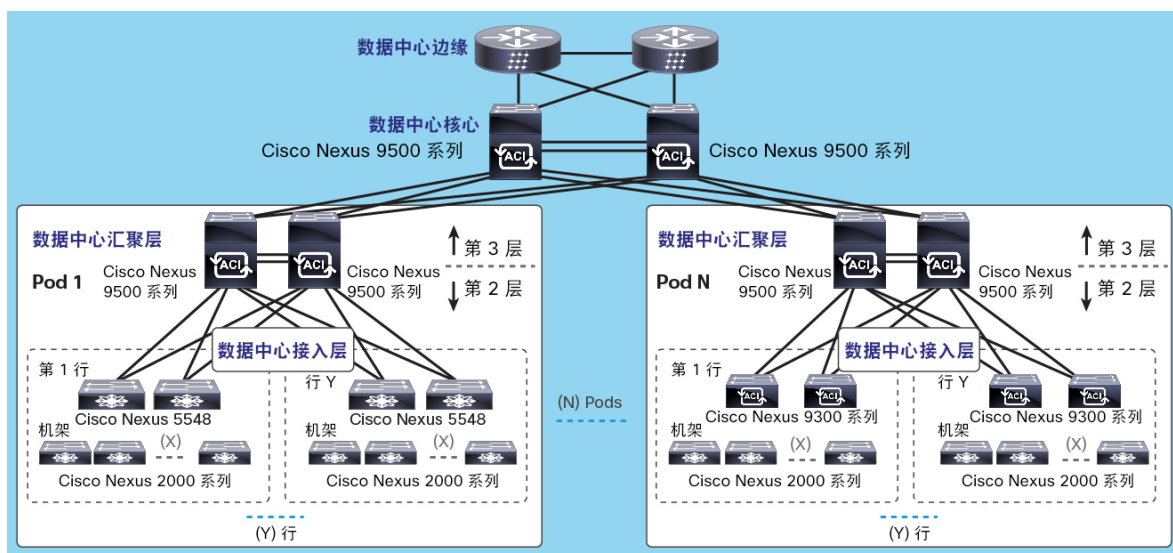 数据中心边缘
数据中心核心
Cisco Nexus 9500 系列
ACI
ACI
Cisco Nexus 9500 系列
数据中心汇聚层
ACI
ACI
第 3 层
Pod 1
Cisco Nexus
9500 系列
Cisco Nexus
9500 系列
第 2 层
数据中心接入层
第 1 行
行 Y
Cisco Nexus 5548
Cisco Nexus 5548
机架
(X)
机架
(X)
Cisco Nexus 2000 系列
Cisco Nexus 2000 系列
(Y) 行
(N) Pods
数据中心汇聚层
ACI
ACI
第 3 层
Pod N
Cisco Nexus
9500 系列
Cisco Nexus
9500 系列
第 2 层
数据中心接入层
第 1 行
行 Y
ACI
ACI
ACI
ACI
Cisco Nexus 9300 系列
Cisco Nexus 9300 系列
机架
(X)
机架
(X)
Cisco Nexus 2000 系列
Cisco Nexus 2000 系列
(Y) 行